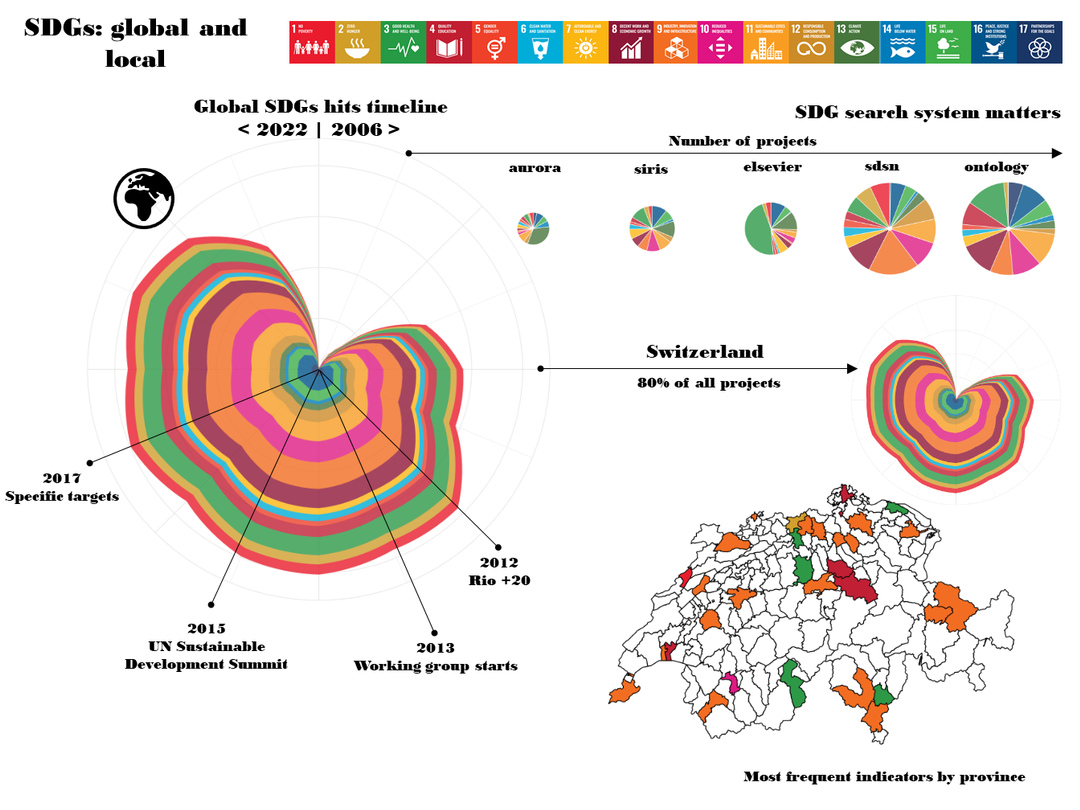 SDGs: global and
local
1 NO
POVERTY
2 ZERO
HUNGER
3 GOOD HEALTH
AND WELL-BEING
4 QUALITY
EDUCATION
5 GENDER
EQUALITY
6 CLEAN WATER
AND SANITATION
7 AFFORDABLE AND
CLEAN ENERGY
8 DECENT WORK AND
ECONOMIC GROWTH
9 INDUSTRY, INNOVATION
AND INFRASTRUCTURE
10 REDUCED
INEQUALITIES
11 SUSTAINABLE CITIES
AND COMMUNITIES
12 RESPONSIBLE
CONSUMPTION
AND PRODUCTION
13 CLIMATE
ACTION
14 LIFE
BELOW WATER
15 LIFE
ON LAND
16 PEACE, JUSTICE
AND STRONG
INSTITUTIONS
17 PARTNERSHIPS
FOR THE GOALS
Global SDGs hits timeline
< 2022 | 2006 >
SDG search system matters
Number of projects
aurora
siris
elsevier
sdsn
ontology
Switzerland
80% of all projects
2017
Specific targets
2012
Rio +20
2015
UN Sustainable
Development Summit
2013
Working group starts
Most frequent indicators by province